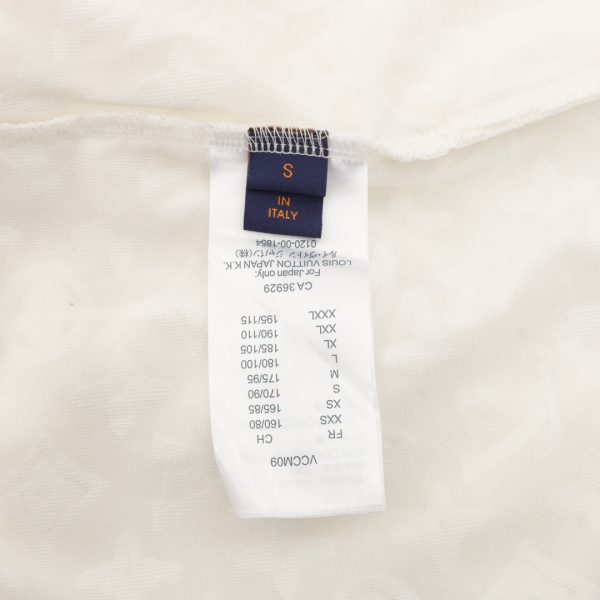 S
IN
ITALY
VCCM09
FR CH
XXS 160/80
XS 165/85
S 170/90
M 175/95
L 180/100
XL 185/105
XXL 190/110
XXXL 195/115
CA 36929
For Japan only:
LOUIS VUITTON JAPAN K.K.
ルイ・ヴィトン ジャパン(株)
0120-00-1854